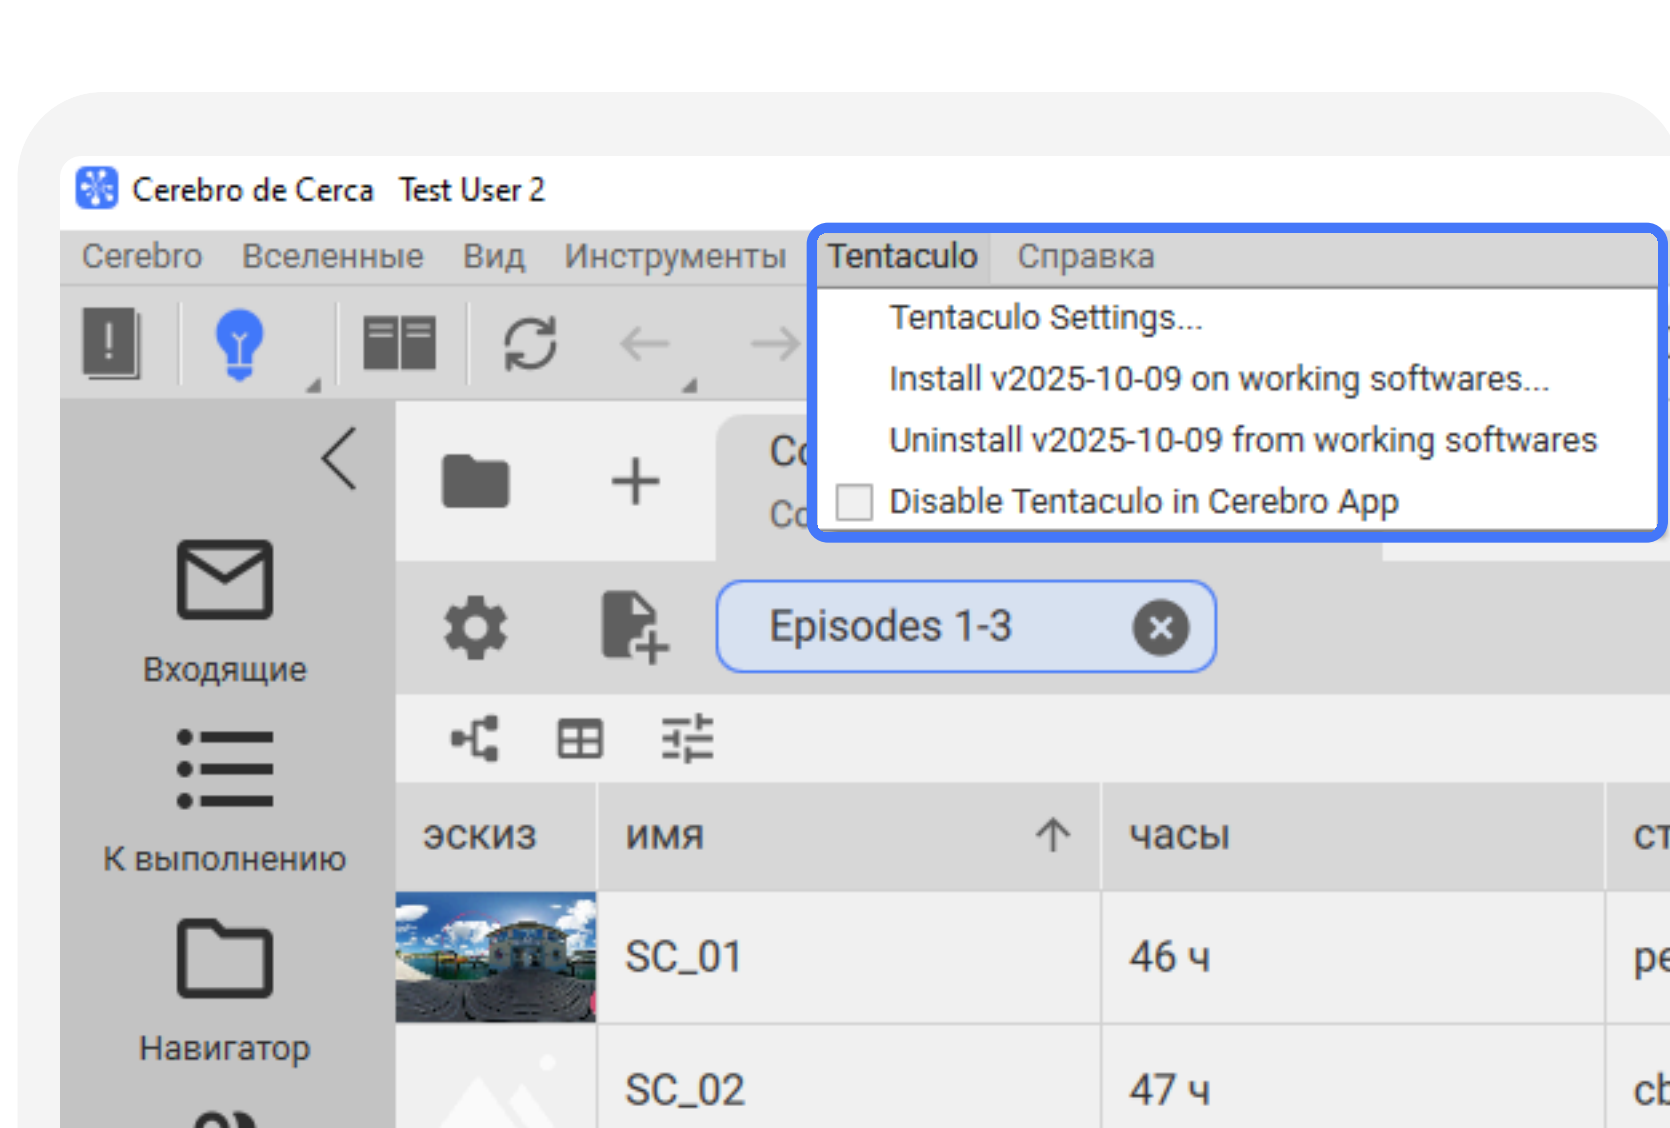 Cerebro de Cerca Test User 2
Cerebro Вселенные Вид Инструменты Tentaculo Справка
Tentaculo Settings...
Install v2025-10-09 on working softwares...
Uninstall v2025-10-09 from working softwares
Disable Tentaculo in Cerebro App
Episodes 1-3
Входящие
К выполнению
Навигатор
эскиз имя часы
SC_01 46 ч
SC_02 47 ч